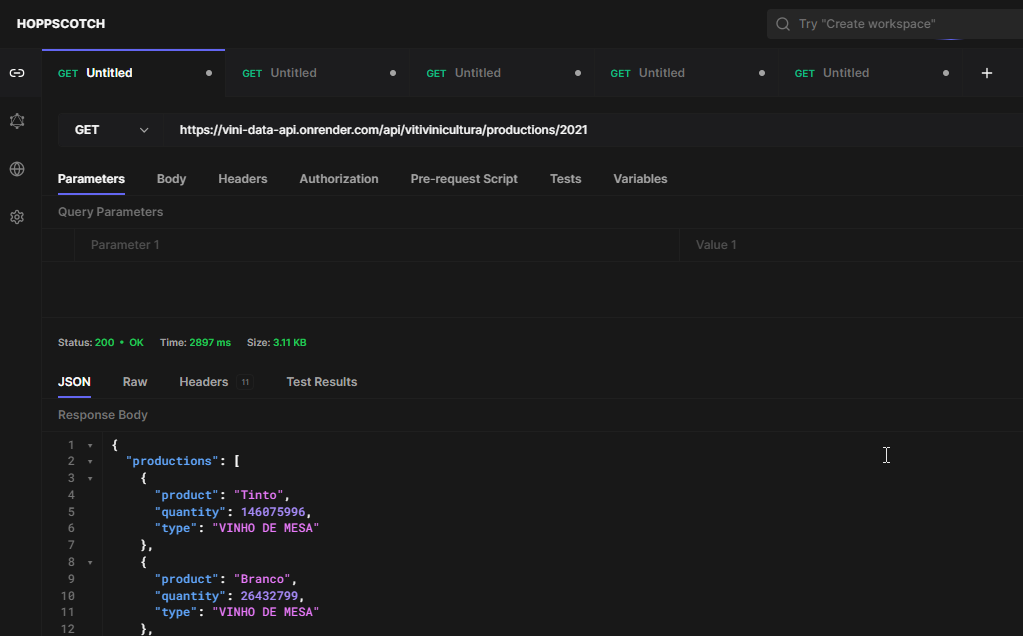 HOPPSCOTCH
Try "Create workspace"
GET Untitled GET Untitled GET Untitled GET Untitled GET Untitled +
GET https://vini-data-api.onrender.com/api/vitivinicultura/productions/2021
Parameters Body Headers Authorization Pre-request Script Tests Variables
Query Parameters
Parameter 1 Value 1
Status: 200 • OK Time: 2897 ms Size: 3.11 KB
JSON Raw Headers 11 Test Results
Response Body
1 {
2 "productions": [
3 {
4 "product": "Tinto",
5 "quantity": 146075996,
6 "type": "VINHO DE MESA"
7 },
8 {
9 "product": "Branco",
10 "quantity": 26432799,
11 "type": "VINHO DE MESA"
12 },